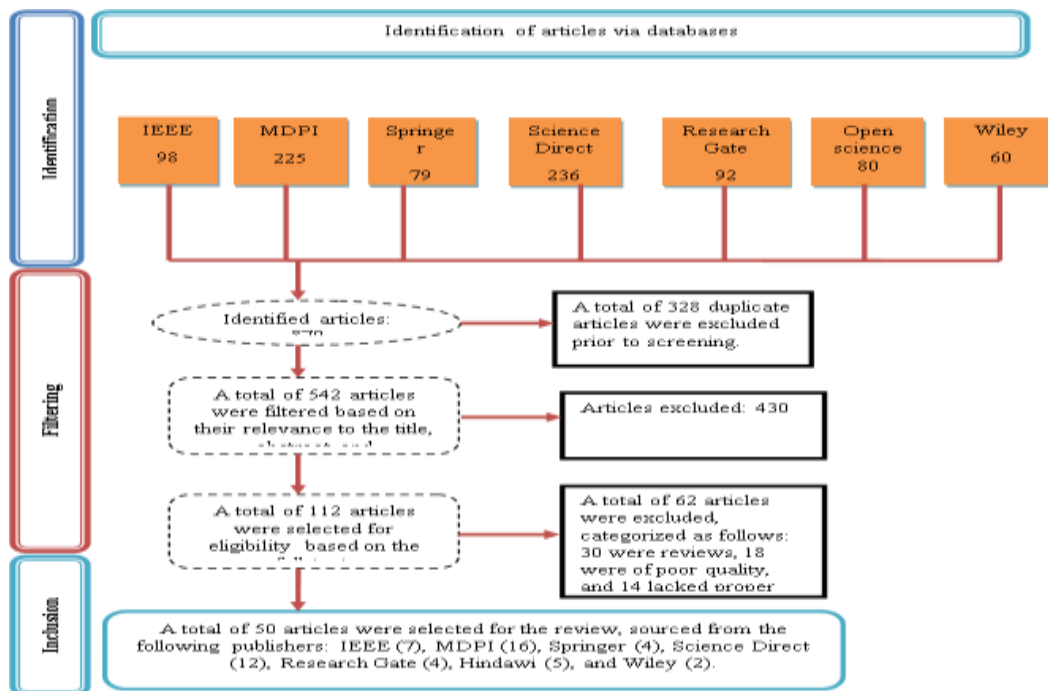 Identification of articles via databases
Identification
IEEE
98
MDPI
225
Springe
r
79
Science
Direct
236
Research
Gate
92
Open
science
80
Wiley
60
Filtering
Identified articles:
A total of 328 duplicate
articles were excluded
prior to screening.
A total of 542 articles
were filtered based on
their relevance to the title,
Articles excluded: 430
A total of 112 articles
were selected for
eligibility based on the
A total of 62 articles
were excluded,
categorized as follows:
30 were reviews, 18
were of poor quality,
and 14 lacked proper
Inclusion
A total of 50 articles were selected for the review, sourced from the
following publishers: IEEE (7), MDPI (16), Springer (4), Science Direct
(12), Research Gate (4), Hindawi (5), and Wiley (2).